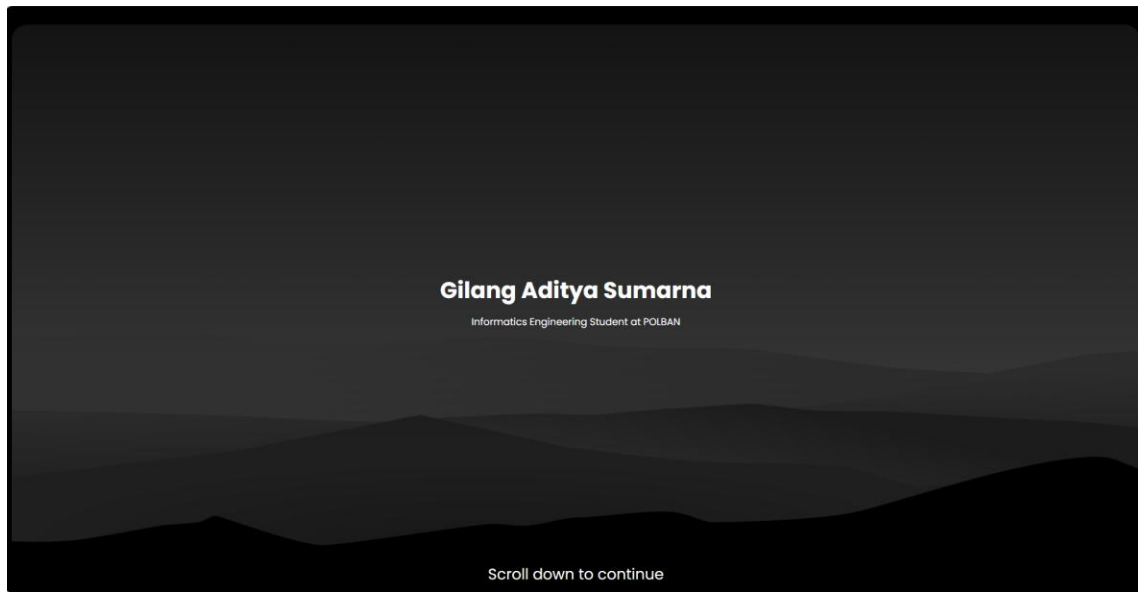 Gilang Aditya Sumarna
Informatics Engineering Student at POLBAN
Scroll down to continue